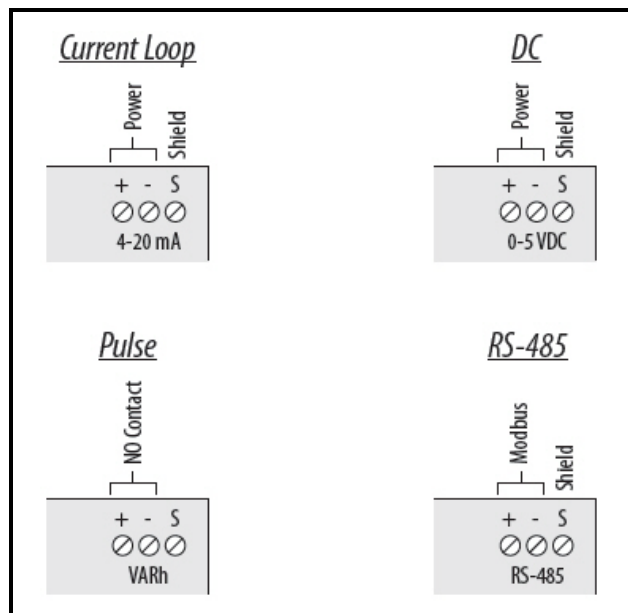 Current Loop
Power
Shield
+ - S
4-20 mA
DC
Power
Shield
+ - S
0-5 VDC
Pulse
NO Contact
+ - S
VARh
RS-485
Modbus
Shield
+ - S
RS-485